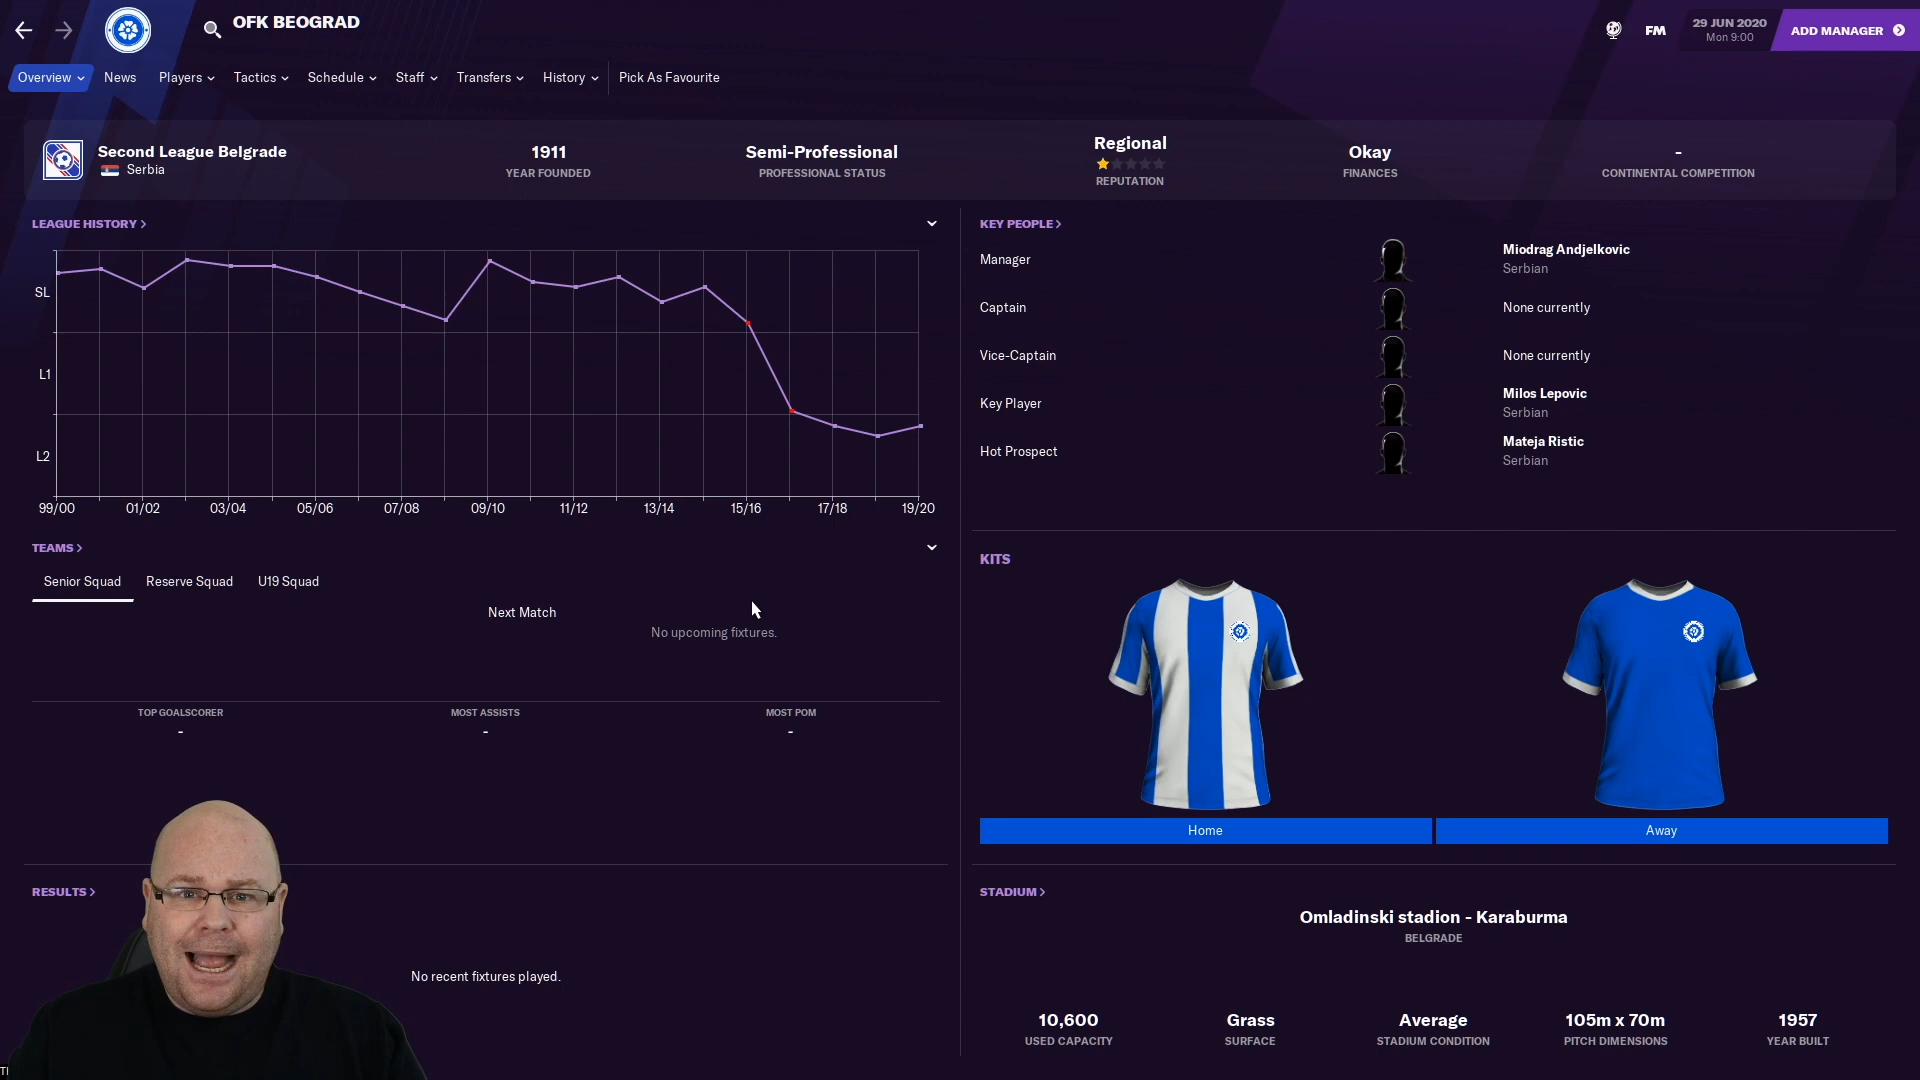 OFK BEOGRAD
FM
29 JUN 2020
Mon 9:00
ADD MANAGER
Overview
News
Players
Tactics
Schedule
Staff
Transfers
History
Pick As Favourite
Second League Belgrade
Serbia
1911
YEAR FOUNDED
Semi-Professional
PROFESSIONAL STATUS
Regional
REPUTATION
Okay
FINANCES
-
CONTINENTAL COMPETITION
LEAGUE HISTORY
SL
L1
L2
99/00 01/02 03/04 05/06 07/08 09/10 11/12 13/14 15/16 17/18 19/20
KEY PEOPLE
Manager
Miodrag Andjelkovic
Serbian
Captain
None currently
Vice-Captain
None currently
Key Player
Milos Lepovic
Serbian
Hot Prospect
Mateja Ristic
Serbian
TEAMS
Senior Squad
Reserve Squad
U19 Squad
Next Match
No upcoming fixtures.
TOP GOALSCORER
-
MOST ASSISTS
-
MOST POM
-
KITS
Home
Away
RESULTS
No recent fixtures played.
STADIUM
Omladinski stadion - Karaburma
BELGRADE
10,600
USED CAPACITY
Grass
SURFACE
Average
STADIUM CONDITION
105m x 70m
PITCH DIMENSIONS
1957
YEAR BUILT